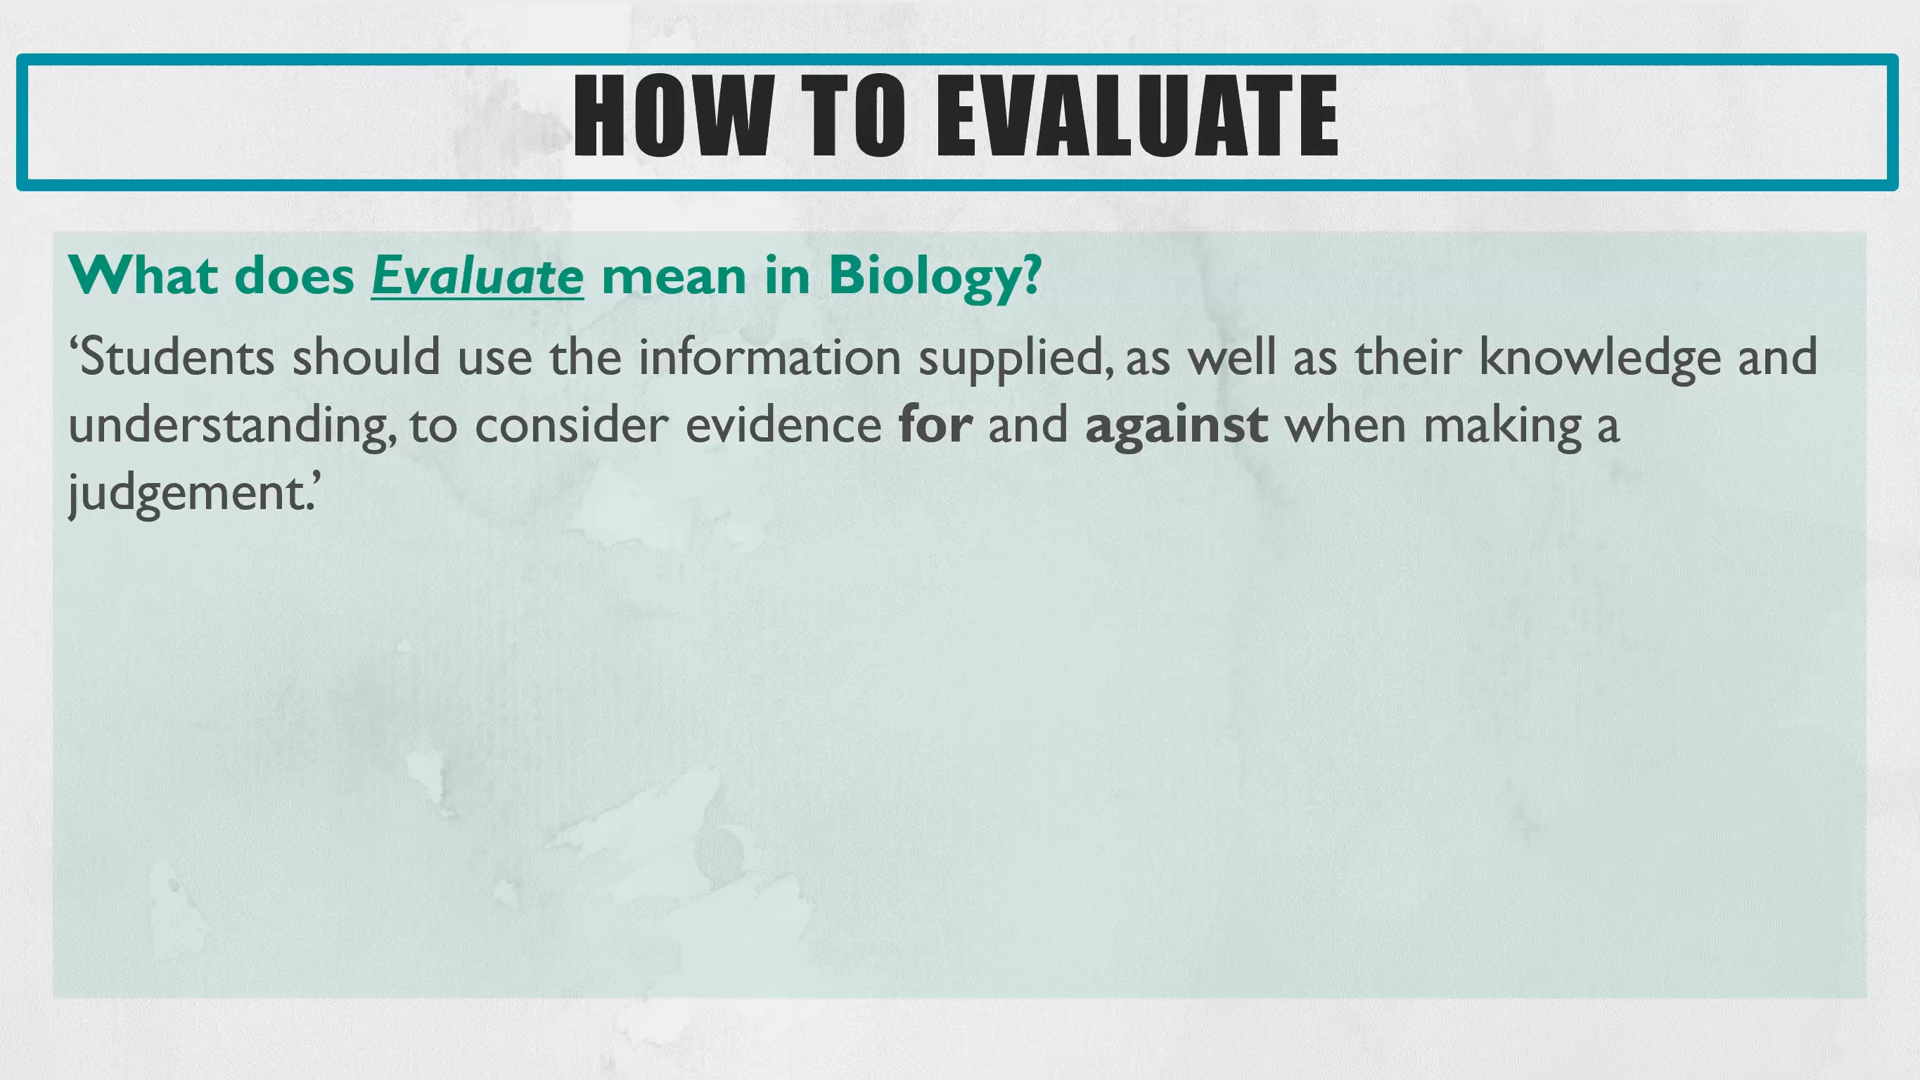 HOW TO EVALUATE
What does Evaluate mean in Biology?
‘Students should use the information supplied, as well as their knowledge and
understanding, to consider evidence for and against when making a
judgement.’